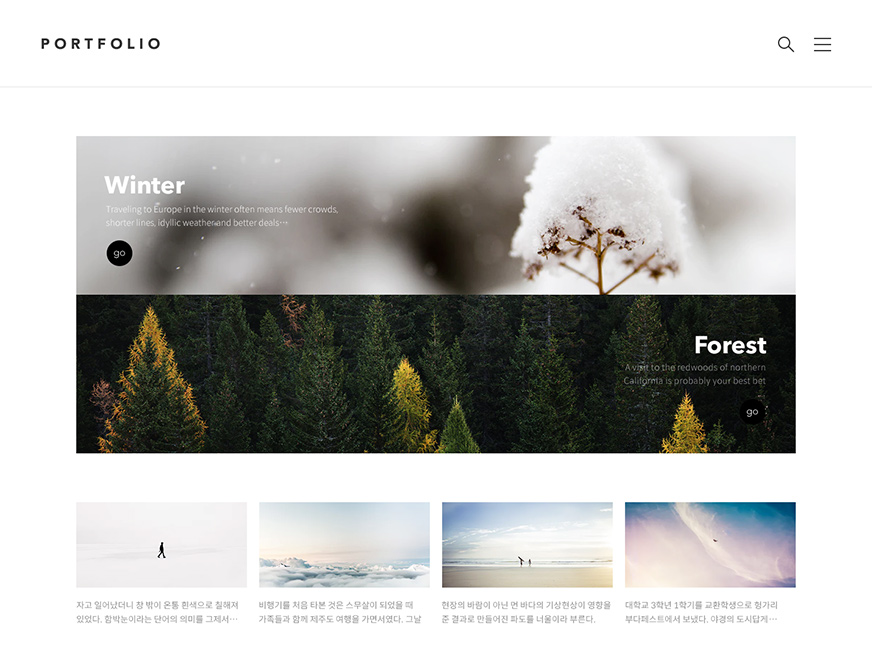 PORTFOLIO
Winter
Traveling to Europe in the winter often means fewer crowds,
shorter lines, idyllic weather and better deals…
go
Forest
A visit to the redwoods of northern
California is probably your best bet
go
자고 일어났더니 창 밖이 온통 흰색으로 칠해져
있었다. 함박눈이라는 단어의 의미를 그제서…
비행기를 처음 타본 것은 스무살이 되었을 때
가족들과 함께 제주도 여행을 가면서였다. 그날
현장의 바람이 아닌 먼 바다의 기상현상이 영향을
준 결과로 만들어진 파도를 너울이라 부른다.
대학교 3학년 1학기를 교환학생으로 헝가리
부다페스트에서 보냈다. 야경의 도시답게…